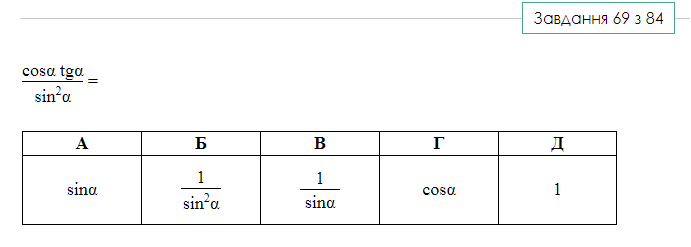 Завдання 69 з 84
cosα tgα
sin²α
=
А Б В Г Д
sinα 1/sin²α 1/sinα cosα 1